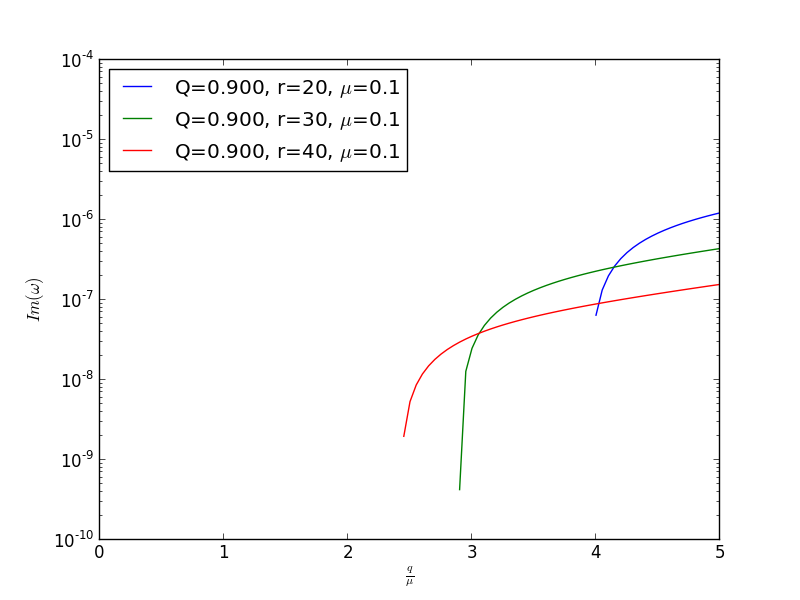 10^-4
Q=0.900, r=20, μ=0.1
Q=0.900, r=30, μ=0.1
Q=0.900, r=40, μ=0.1
10^-5
10^-6
10^-7
10^-8
10^-9
10^-10
Im(ω)
0 1 2 3 4 5
q/μ